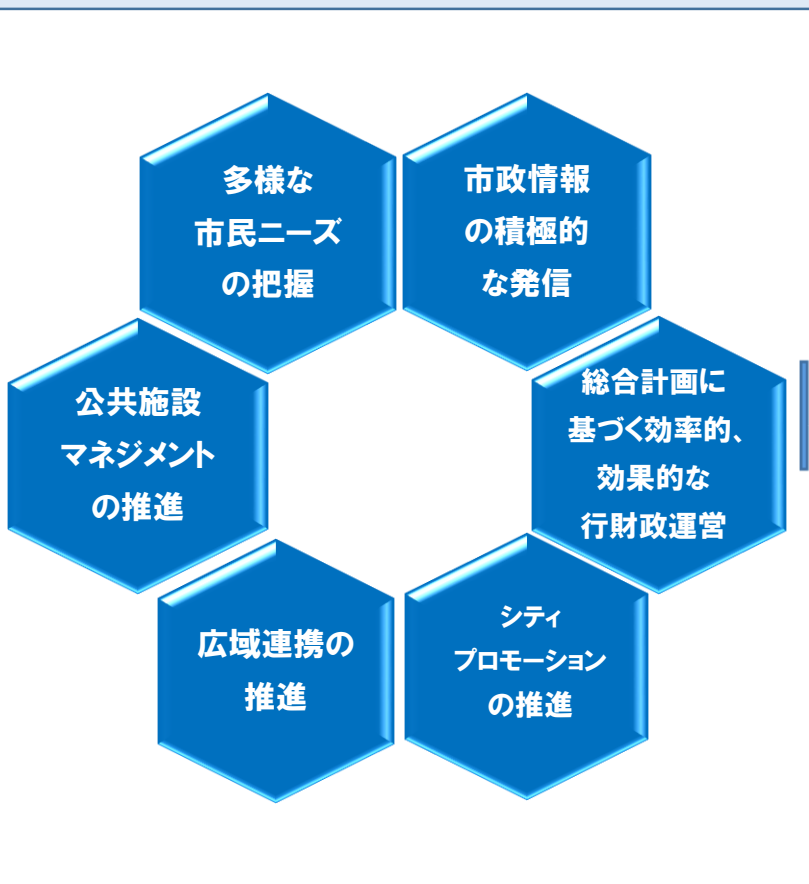 多様な
市民ニーズ
の把握
市政情報
の積極的
な発信
公共施設
マネジメント
の推進
総合計画に
基づく効率的、
効果的な
行財政運営
広域連携の
推進
シティ
プロモーション
の推進